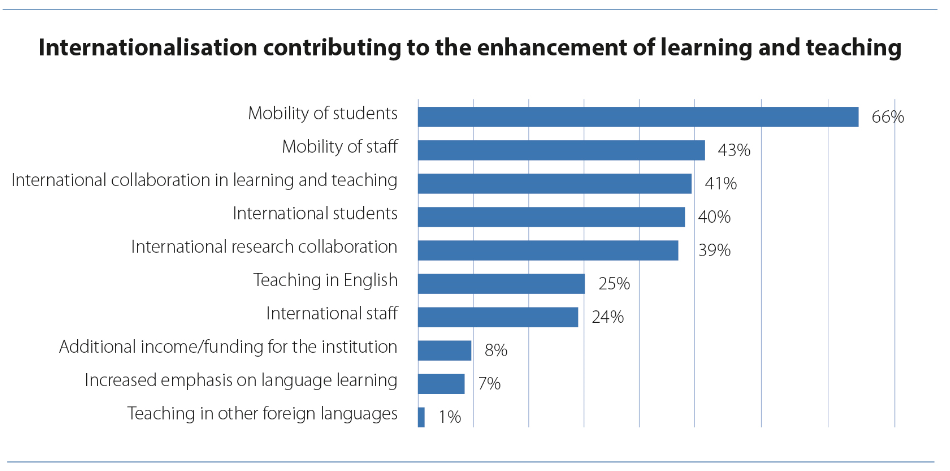 Internationalisation contributing to the enhancement of learning and teaching
Mobility of students 66%
Mobility of staff 43%
International collaboration in learning and teaching 41%
International students 40%
International research collaboration 39%
Teaching in English 25%
International staff 24%
Additional income/funding for the institution 8%
Increased emphasis on language learning 7%
Teaching in other foreign languages 1%